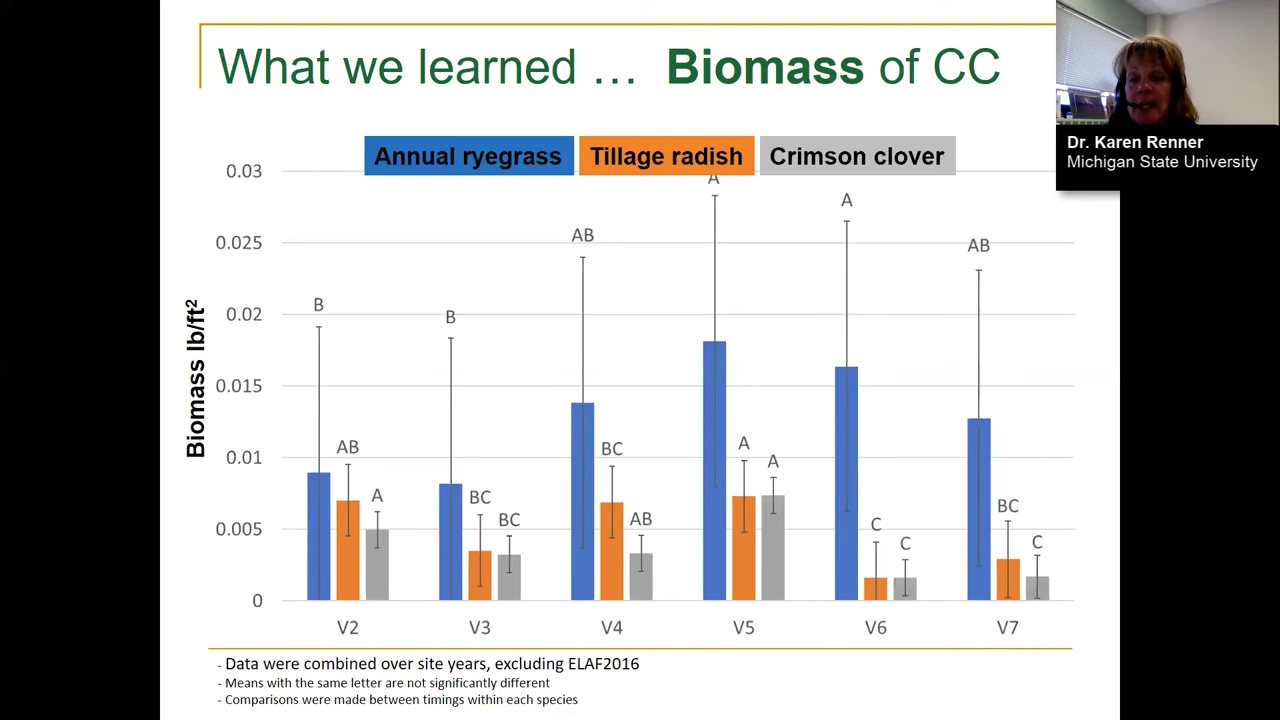 What we learned … Biomass of CC
Dr. Karen Renner
Michigan State University
Annual ryegrass Tillage radish Crimson clover
Biomass lb/ft²
0.03
0.025
0.02
0.015
0.01
0.005
0
B AB A
B BC BC
AB BC AB
A A A
A C C
AB BC C
V2 V3 V4 V5 V6 V7
- Data were combined over site years, excluding ELAF2016
- Means with the same letter are not significantly different
- Comparisons were made between timings within each species